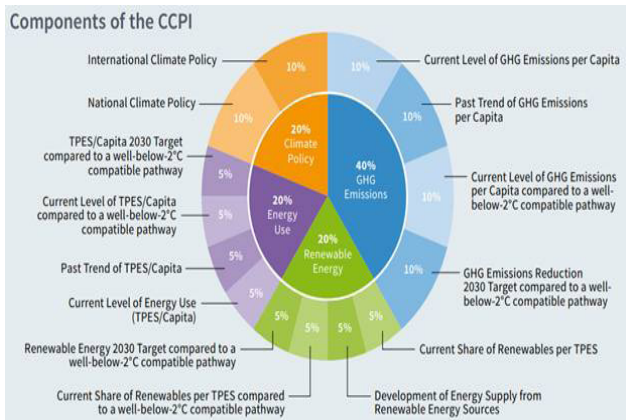 Components of the CCPI
International Climate Policy
10%
National Climate Policy
10%
TPES/Capita 2030 Target
compared to a well-below-2°C
compatible pathway
5%
Current Level of TPES/Capita
compared to a well-below-2°C
compatible pathway
5%
Past Trend of TPES/Capita
5%
Current Level of Energy Use
(TPES/Capita)
5%
Renewable Energy 2030 Target compared to a
well-below-2°C compatible pathway
5%
Current Share of Renewables per TPES compared
to a well-below-2°C compatible pathway
5%
20%
Climate
Policy
20%
Energy
Use
20%
Renewable
Energy
40%
GHG
Emissions
10%
Current Level of GHG Emissions per Capita
10%
Past Trend of GHG Emissions
per Capita
10%
Current Level of GHG Emissions
per Capita compared to a well-
below-2°C compatible pathway
10%
GHG Emissions Reduction
2030 Target compared to a well-
below-2°C compatible pathway
5%
Current Share of Renewables per TPES
5%
Development of Energy Supply from
Renewable Energy Sources